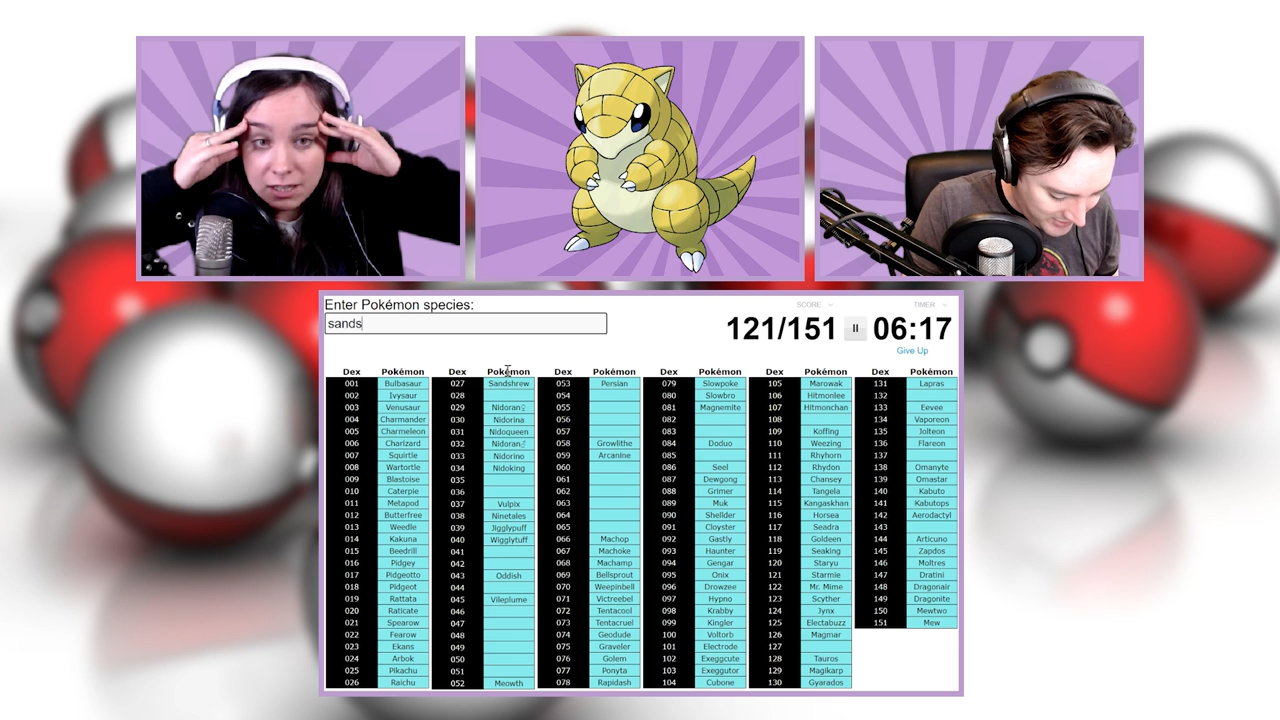 Enter Pokémon species:
SCORE
TIMER
sands
121/151
06:17
Give Up
Dex Pokémon Dex Pokémon Dex Pokémon Dex Pokémon Dex Pokémon Dex Pokémon
001 Bulbasaur 027 Sandshrew 053 Persian 079 Slowpoke 105 Marowak 131 Lapras
002 Ivysaur 028 054 080 Slowbro 106 Hitmonlee 132
003 Venusaur 029 Nidoran♀ 055 081 Magnemite 107 Hitmonchan 133 Eevee
004 Charmander 030 Nidorina 056 082 108 134 Vaporeon
005 Charmeleon 031 Nidoqueen 057 083 109 Koffing 135 Jolteon
006 Charizard 032 Nidoran♂ 058 Growlithe 084 Doduo 110 Weezing 136 Flareon
007 Squirtle 033 Nidorino 059 Arcanine 085 111 Rhyhorn 137
008 Wartortle 034 Nidoking 060 086 Seel 112 Rhydon 138 Omanyte
009 Blastoise 035 061 087 Dewgong 113 Chansey 139 Omastar
010 Caterpie 036 062 088 Grimer 114 Tangela 140 Kabuto
011 Metapod 037 Vulpix 063 089 Muk 115 Kangaskhan 141 Kabutops
012 Butterfree 038 Ninetales 064 090 Shellder 116 Horsea 142 Aerodactyl
013 Weedle 039 Jigglypuff 065 091 Cloyster 117 Seadra 143
014 Kakuna 040 Wigglytuff 066 Machop 092 Gastly 118 Goldeen 144 Articuno
015 Beedrill 041 067 Machoke 093 Haunter 119 Seaking 145 Zapdos
016 Pidgey 042 068 Machamp 094 Gengar 120 Staryu 146 Moltres
017 Pidgeotto 043 Oddish 069 Bellsprout 095 Onix 121 Starmie 147 Dratini
018 Pidgeot 044 070 Weepinbell 096 Drowzee 122 Mr. Mime 148 Dragonair
019 Rattata 045 Vileplume 071 Victreebel 097 Hypno 123 Scyther 149 Dragonite
020 Raticate 046 072 Tentacool 098 Krabby 124 Jynx 150 Mewtwo
021 Spearow 047 073 Tentacruel 099 Kingler 125 Electabuzz 151 Mew
022 Fearow 048 074 Geodude 100 Voltorb 126 Magmar
023 Ekans 049 075 Graveler 101 Electrode 127
024 Arbok 050 076 Golem 102 Exeggcute 128 Tauros
025 Pikachu 051 077 Ponyta 103 Exeggutor 129 Magikarp
026 Raichu 052 Meowth 078 Rapidash 104 Cubone 130 Gyarados